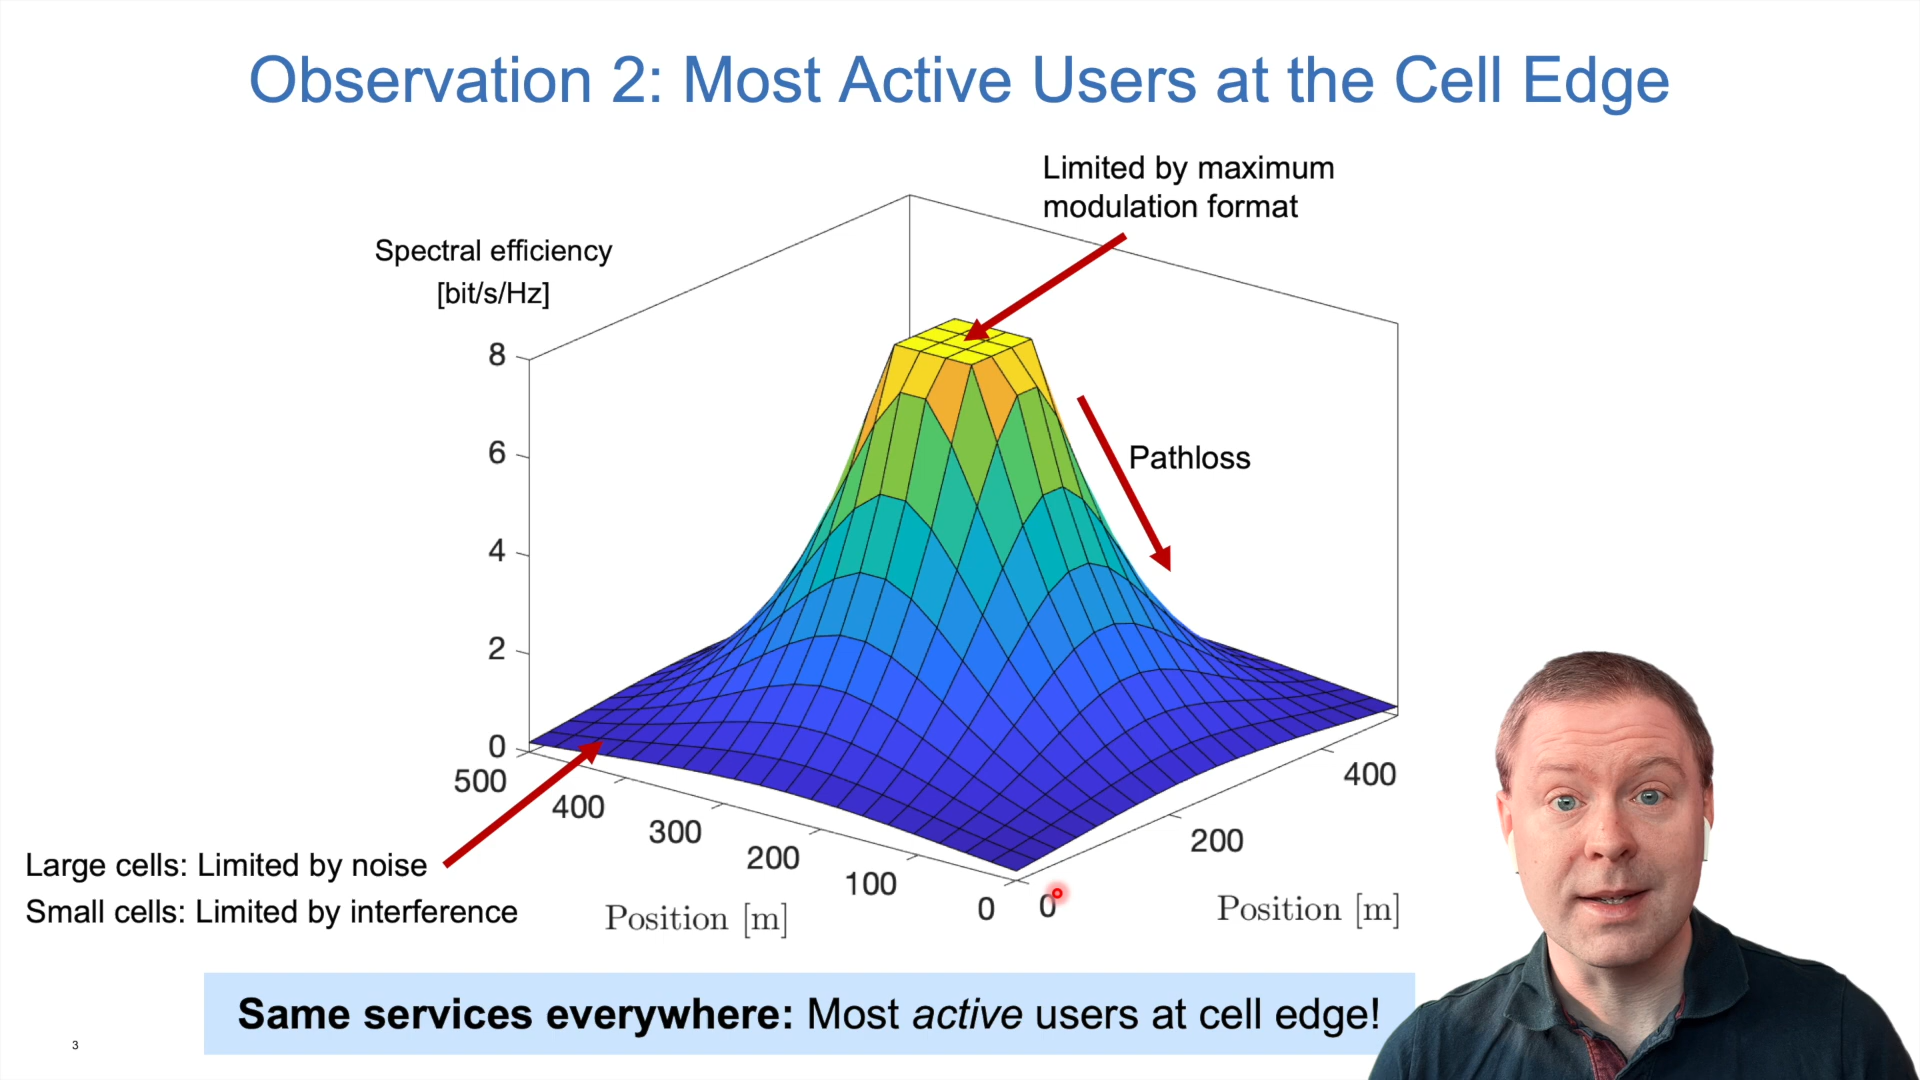 Observation 2: Most Active Users at the Cell Edge
Limited by maximum
modulation format
Spectral efficiency
[bit/s/Hz]
8
6
4
2
0
Pathloss
500
400
300
200
100
0
0
200
400
Position [m]
Position [m]
Large cells: Limited by noise
Small cells: Limited by interference
Same services everywhere: Most active users at cell edge!
3